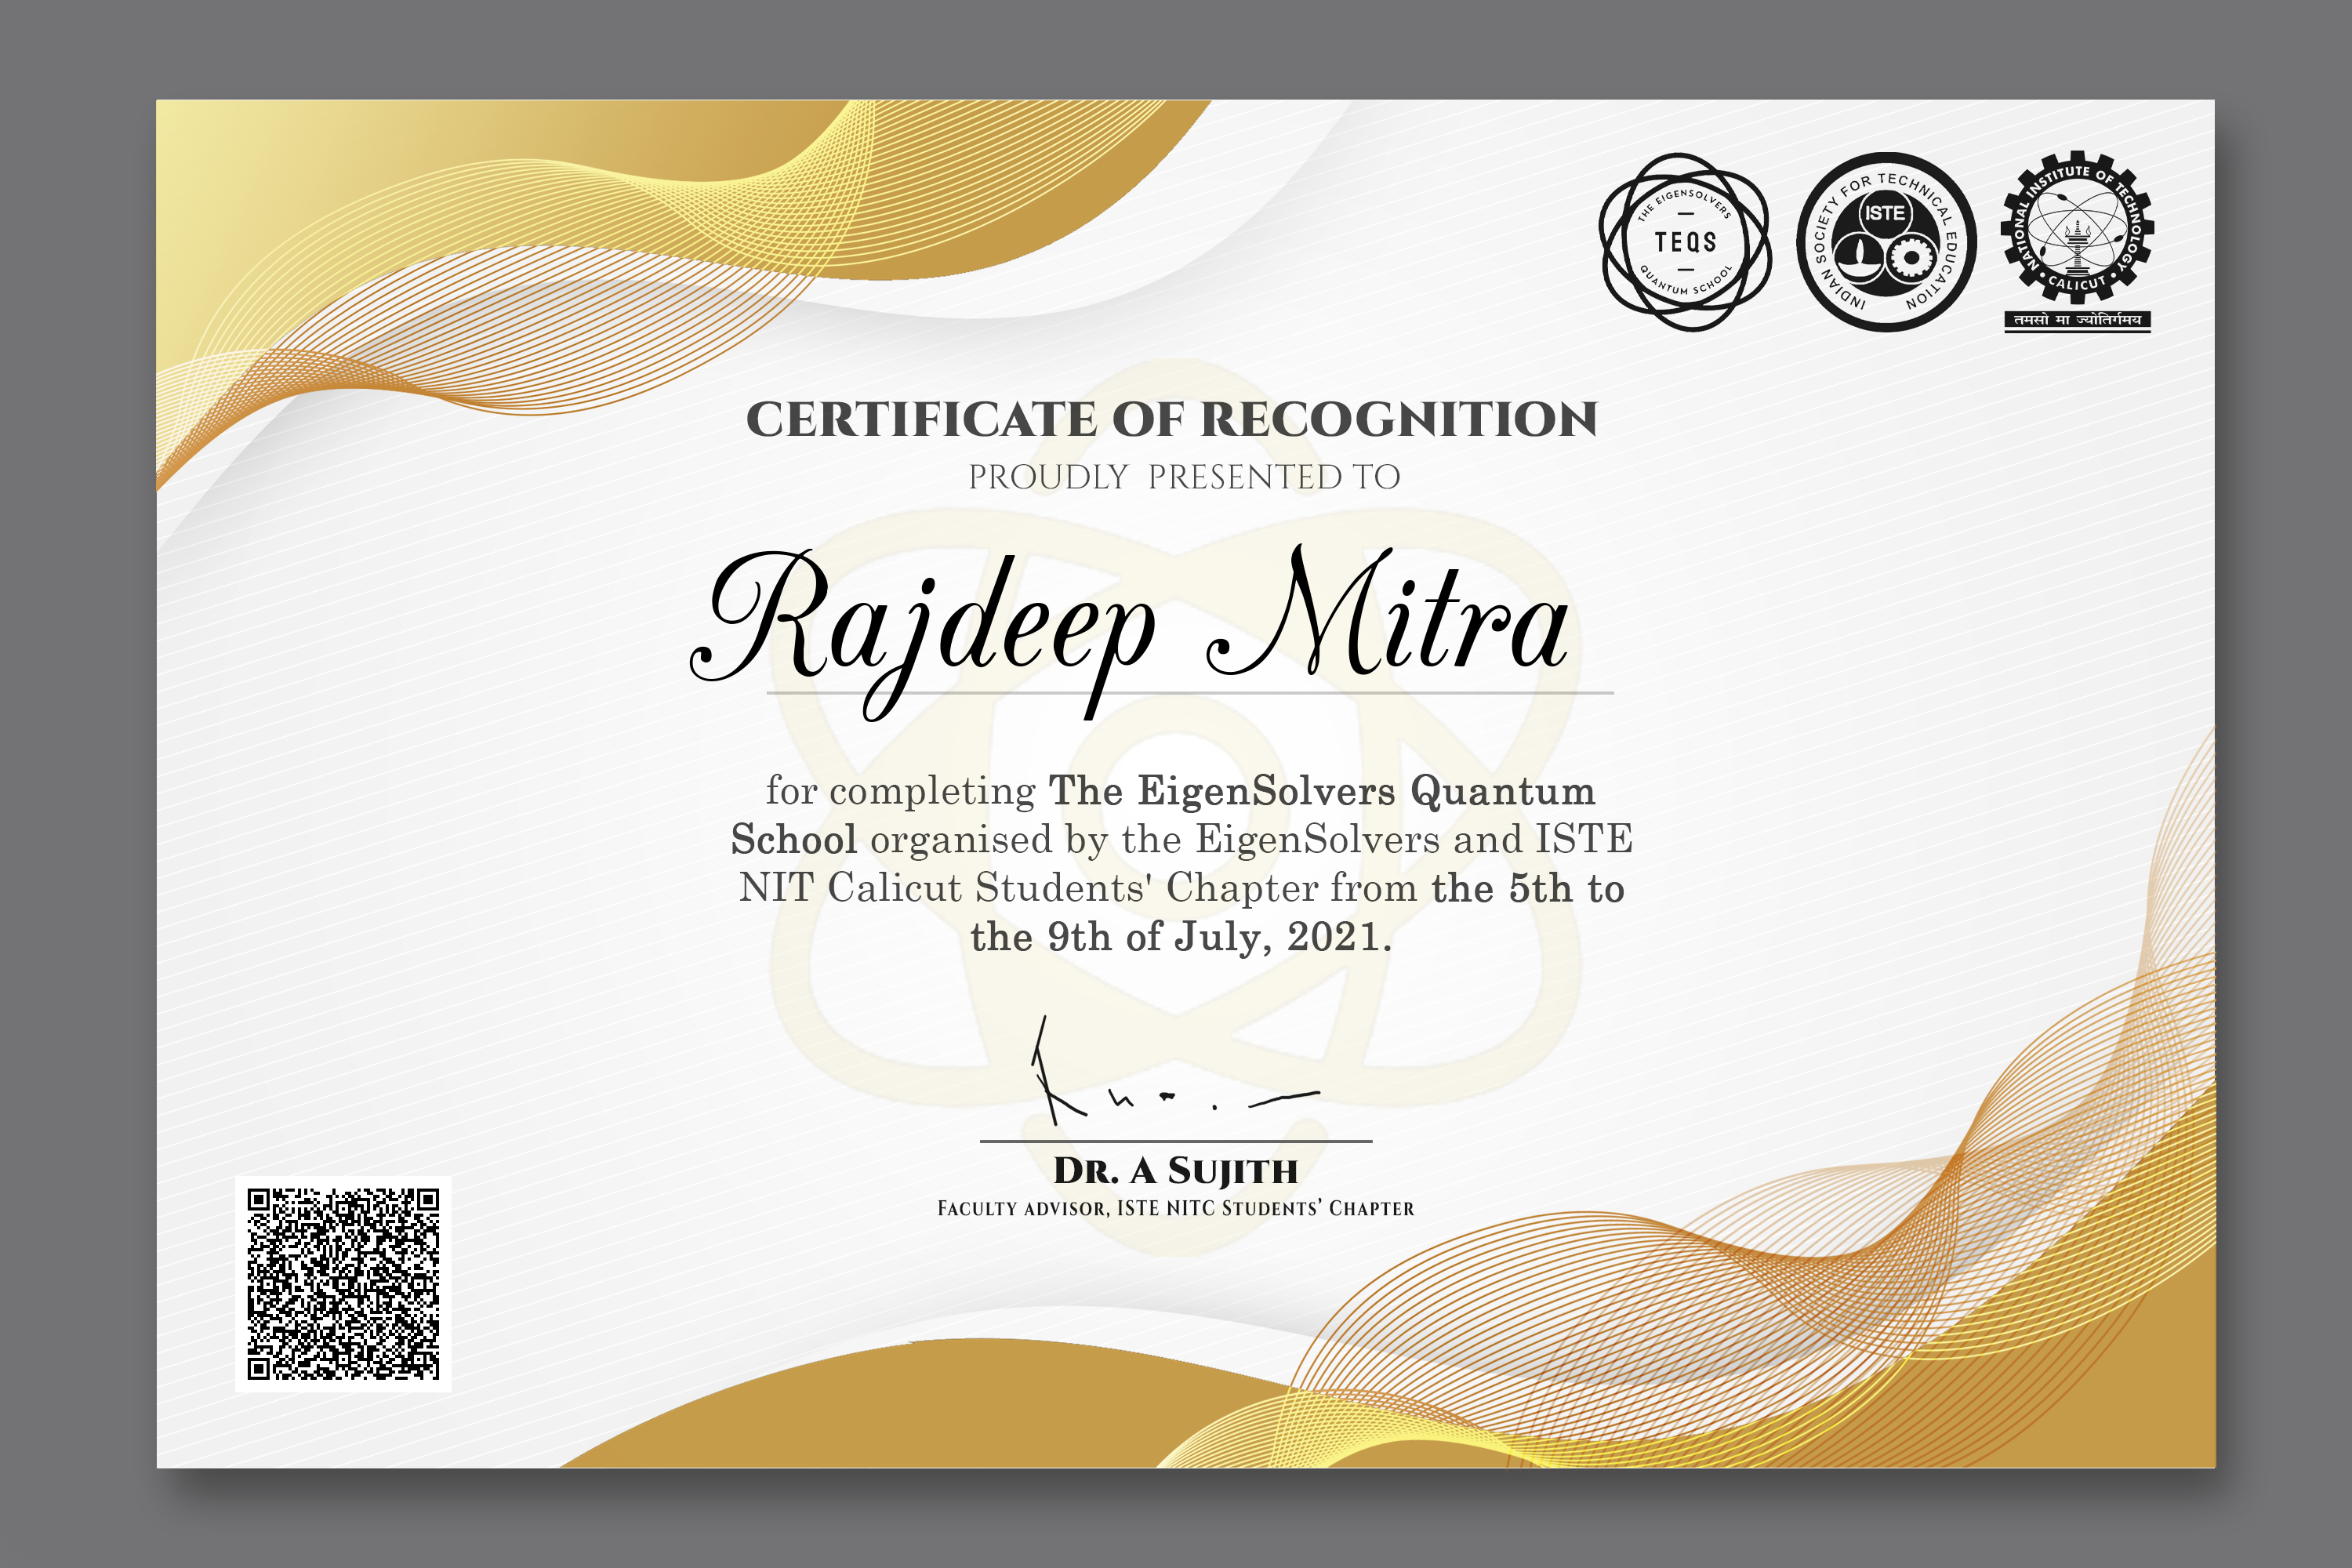 THE EIGENSOLVERS
TEQS
QUANTUM SCHOOL
INDIAN SOCIETY FOR TECHNICAL EDUCATION
ISTE
NATIONAL INSTITUTE OF TECHNOLOGY
• CALICUT •
तमसो मा ज्योतिर्गमय
CERTIFICATE OF RECOGNITION
PROUDLY PRESENTED TO
Rajdeep Mitra
for completing The EigenSolvers Quantum
School organised by the EigenSolvers and ISTE
NIT Calicut Students' Chapter from the 5th to
the 9th of July, 2021.
DR. A SUJITH
FACULTY ADVISOR, ISTE NITC STUDENTS’ CHAPTER